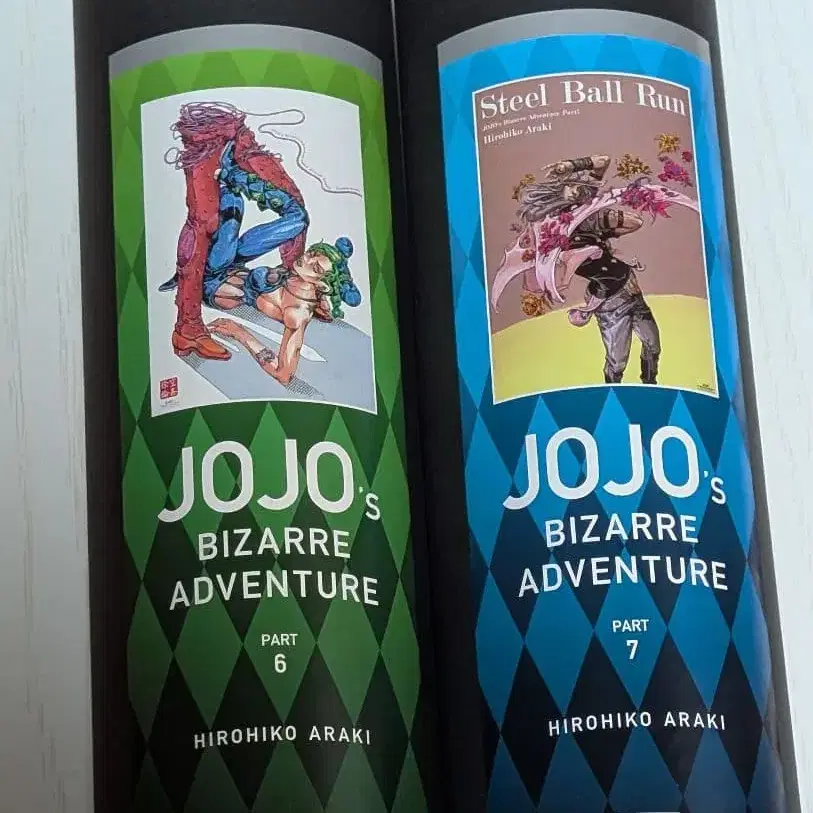 JOJO'S
BIZARRE
ADVENTURE
PART
6
HIROHIKO ARAKI
Steel Ball Run
JOJO's Bizarre Adventure Part7
Hirohiko Araki
JOJO'S
BIZARRE
ADVENTURE
PART
7
HIROHIKO ARAKI